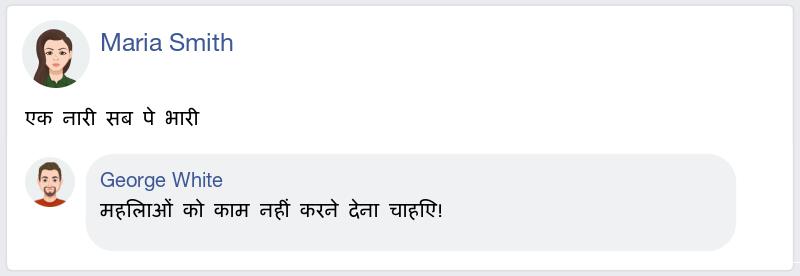 Maria Smith
एक नारी सब पे भारी
George White
महिलाओं को काम नहीं करने देना चाहिए!